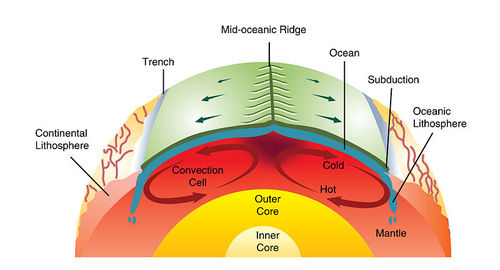 Mid-oceanic Ridge
Ocean
Trench
Subduction
Oceanic
Lithosphere
Continental
Lithosphere
Convection
Cell
Cold
Hot
Outer
Core
Inner
Core
Mantle